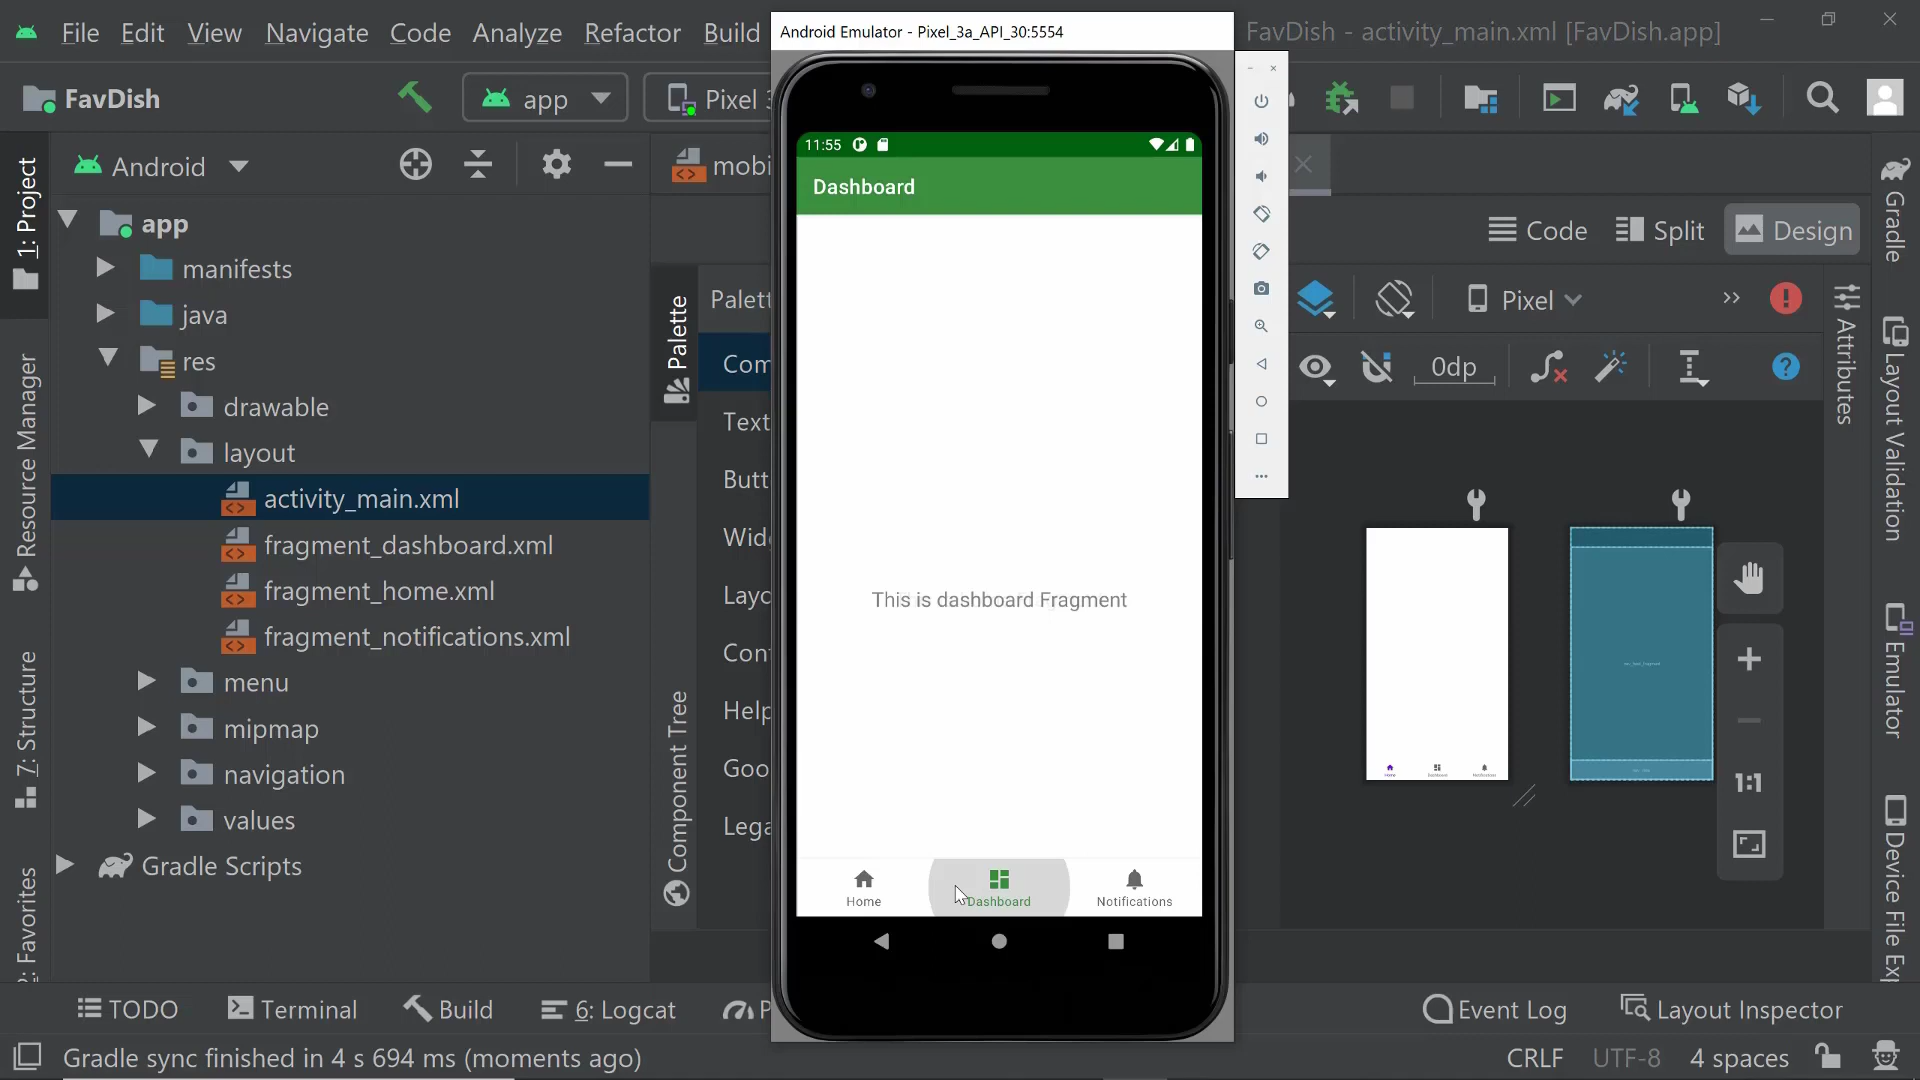 File Edit View Navigate Code Analyze Refactor Build
Android Emulator - Pixel_3a_API_30:5554
FavDish - activity_main.xml [FavDish.app]
FavDish
app
Pixel 3
Android
mobi
app
manifests
java
res
drawable
layout
activity_main.xml
fragment_dashboard.xml
fragment_home.xml
fragment_notifications.xml
menu
mipmap
navigation
values
Gradle Scripts
1: Project
Resource Manager
7: Structure
2: Favorites
Palette
Component Tree
Palett
Com
Text
Butt
Widg
Layo
Con
Help
Goo
Lega
11:55
Dashboard
This is dashboard Fragment
Home
Dashboard
Notifications
Code
Split
Design
Pixel
0dp
1:1
Attributes
Gradle
Layout Validation
Emulator
Device File Exp
TODO
Terminal
Build
6: Logcat
P
Event Log
Layout Inspector
Gradle sync finished in 4 s 694 ms (moments ago)
CRLF
UTF-8
4 spaces